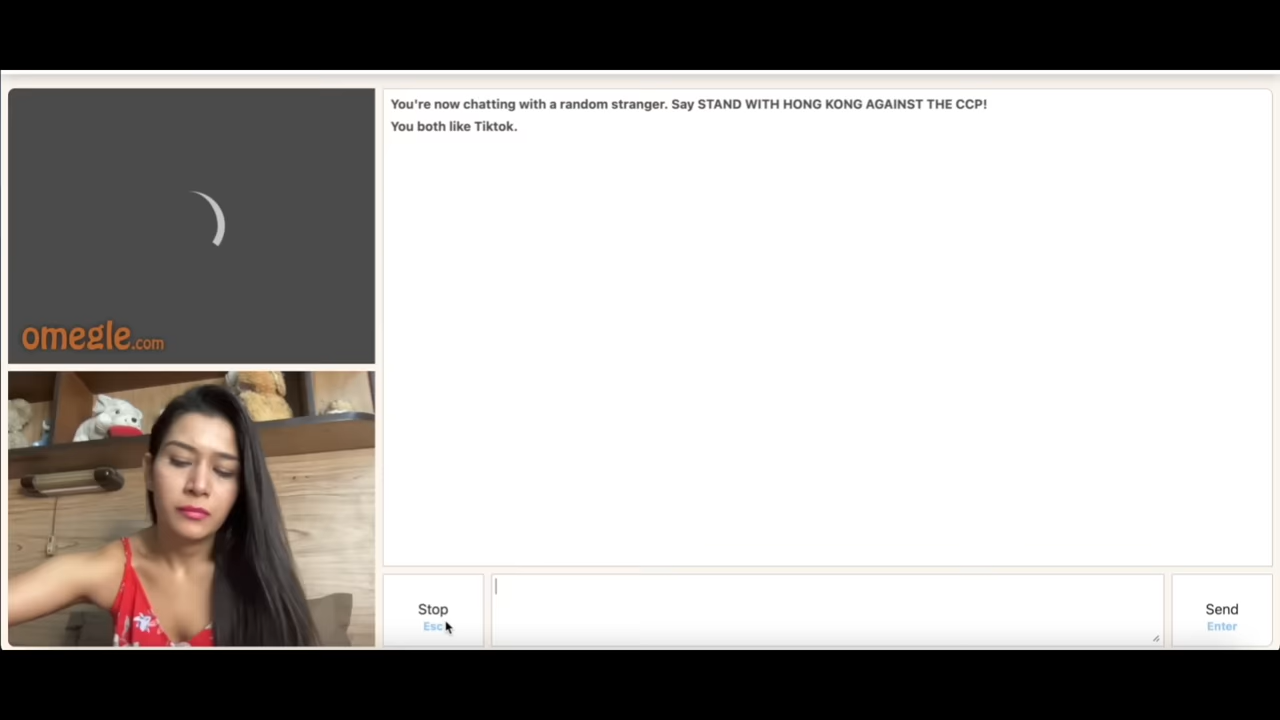 You're now chatting with a random stranger. Say STAND WITH HONG KONG AGAINST THE CCP!
You both like Tiktok.
omegle.com
Stop
Esc
Send
Enter